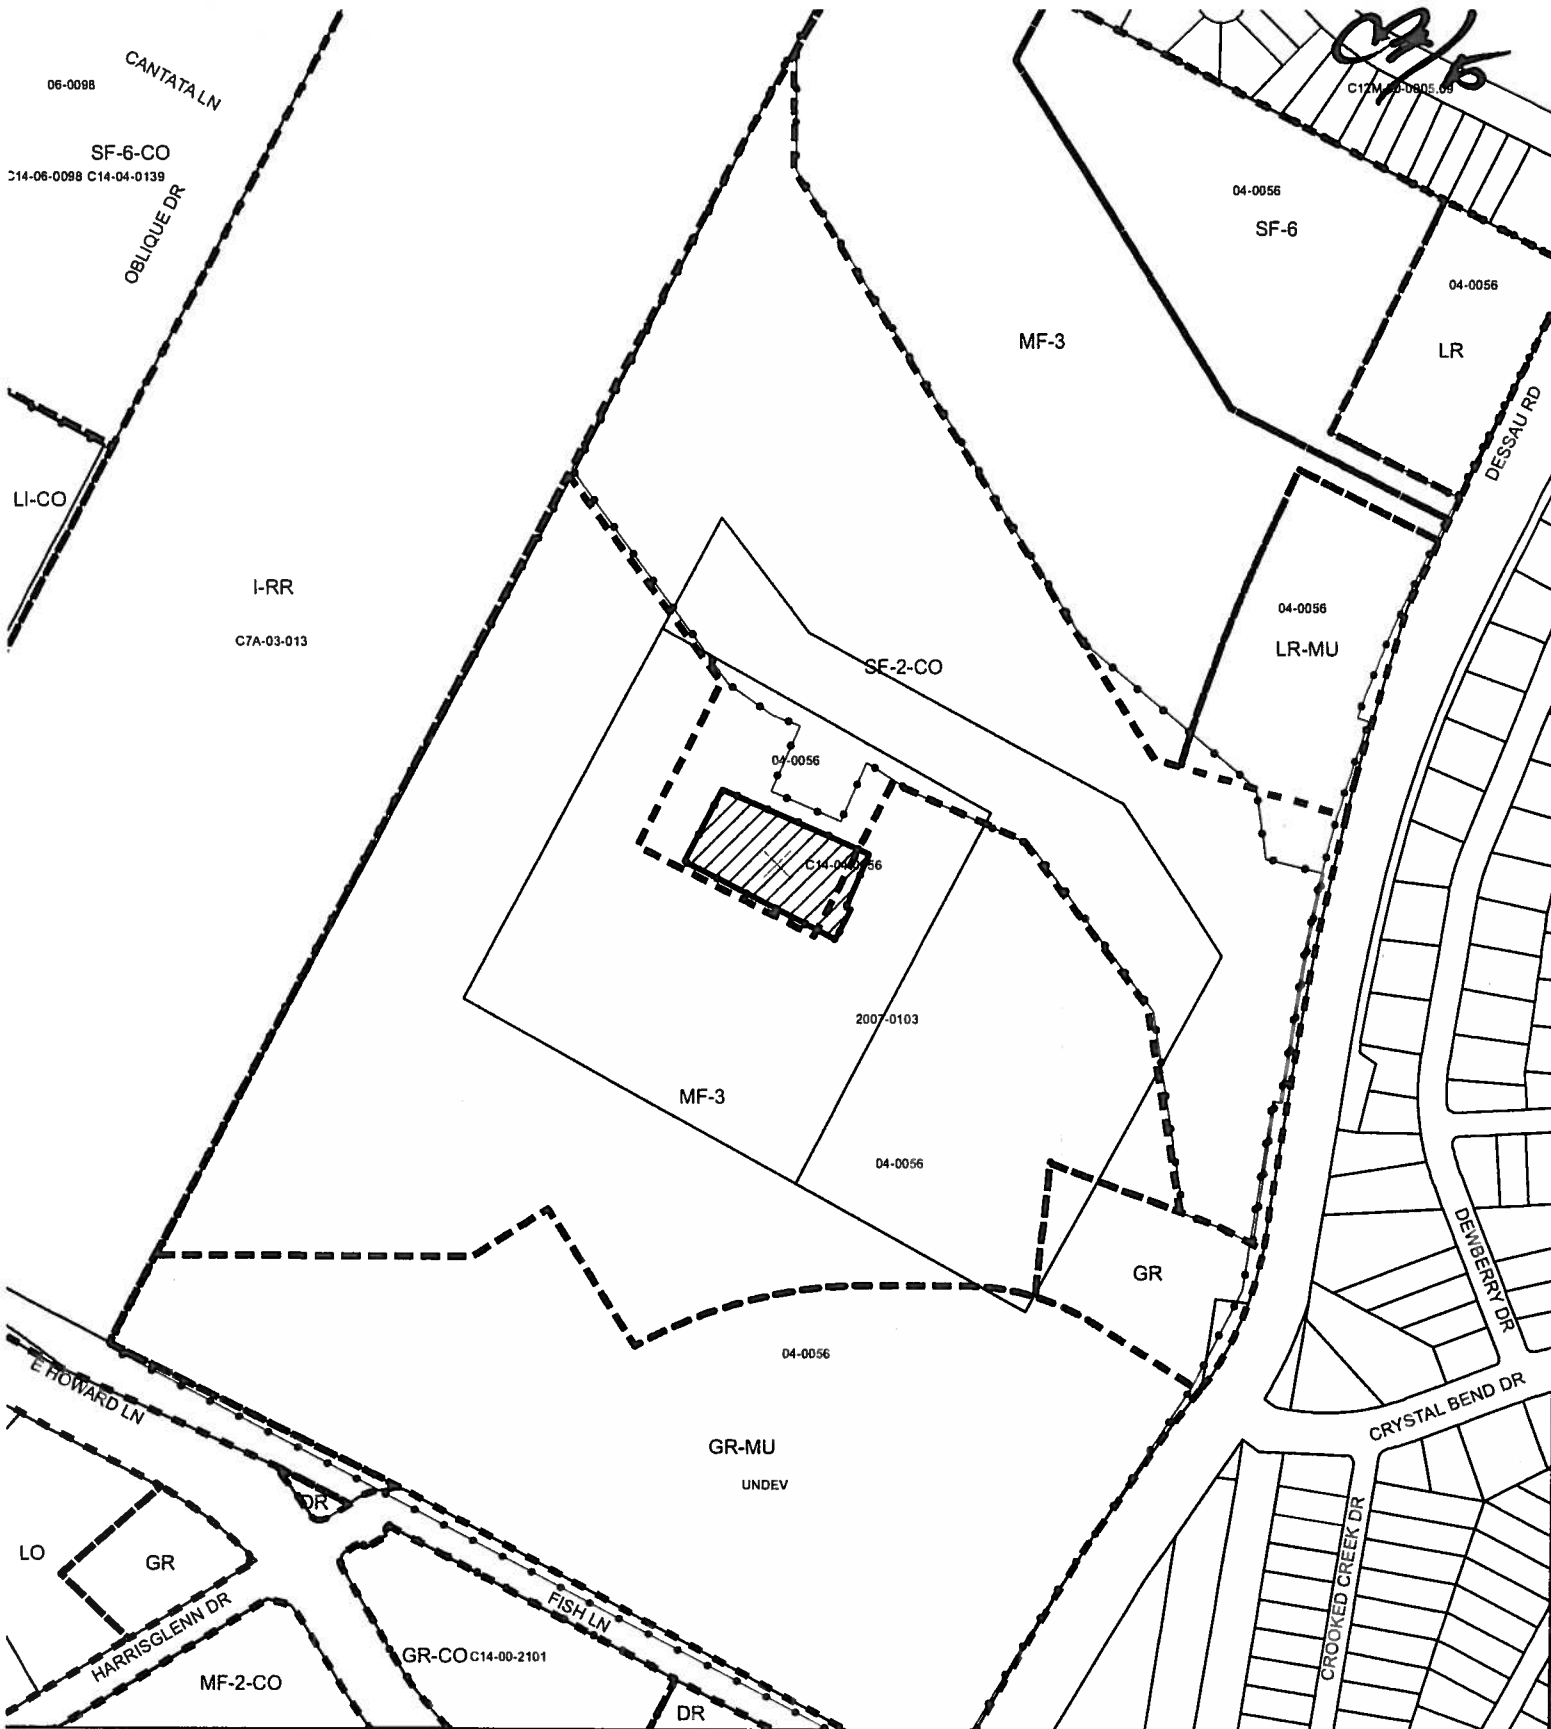 CANTATA LN
06-0098
SF-6-CO
C14-06-0098 C14-04-0139
OBLIQUE DR
04-0056
SF-6
04-0056
LR
MF-3
DESSAU RD
LI-CO
I-RR
C7A-03-013
04-0056
LR-MU
SF-2-CO
04-0056
2007-0103
MF-3
04-0056
GR
DEWBERRY DR
04-0056
E HOWARD LN
CRYSTAL BEND DR
GR-MU
UNDEV
DR
CROOKED CREEK DR
LO
GR
FISH LN
HARRISGLENN DR
GR-CO C14-00-2101
MF-2-CO
DR